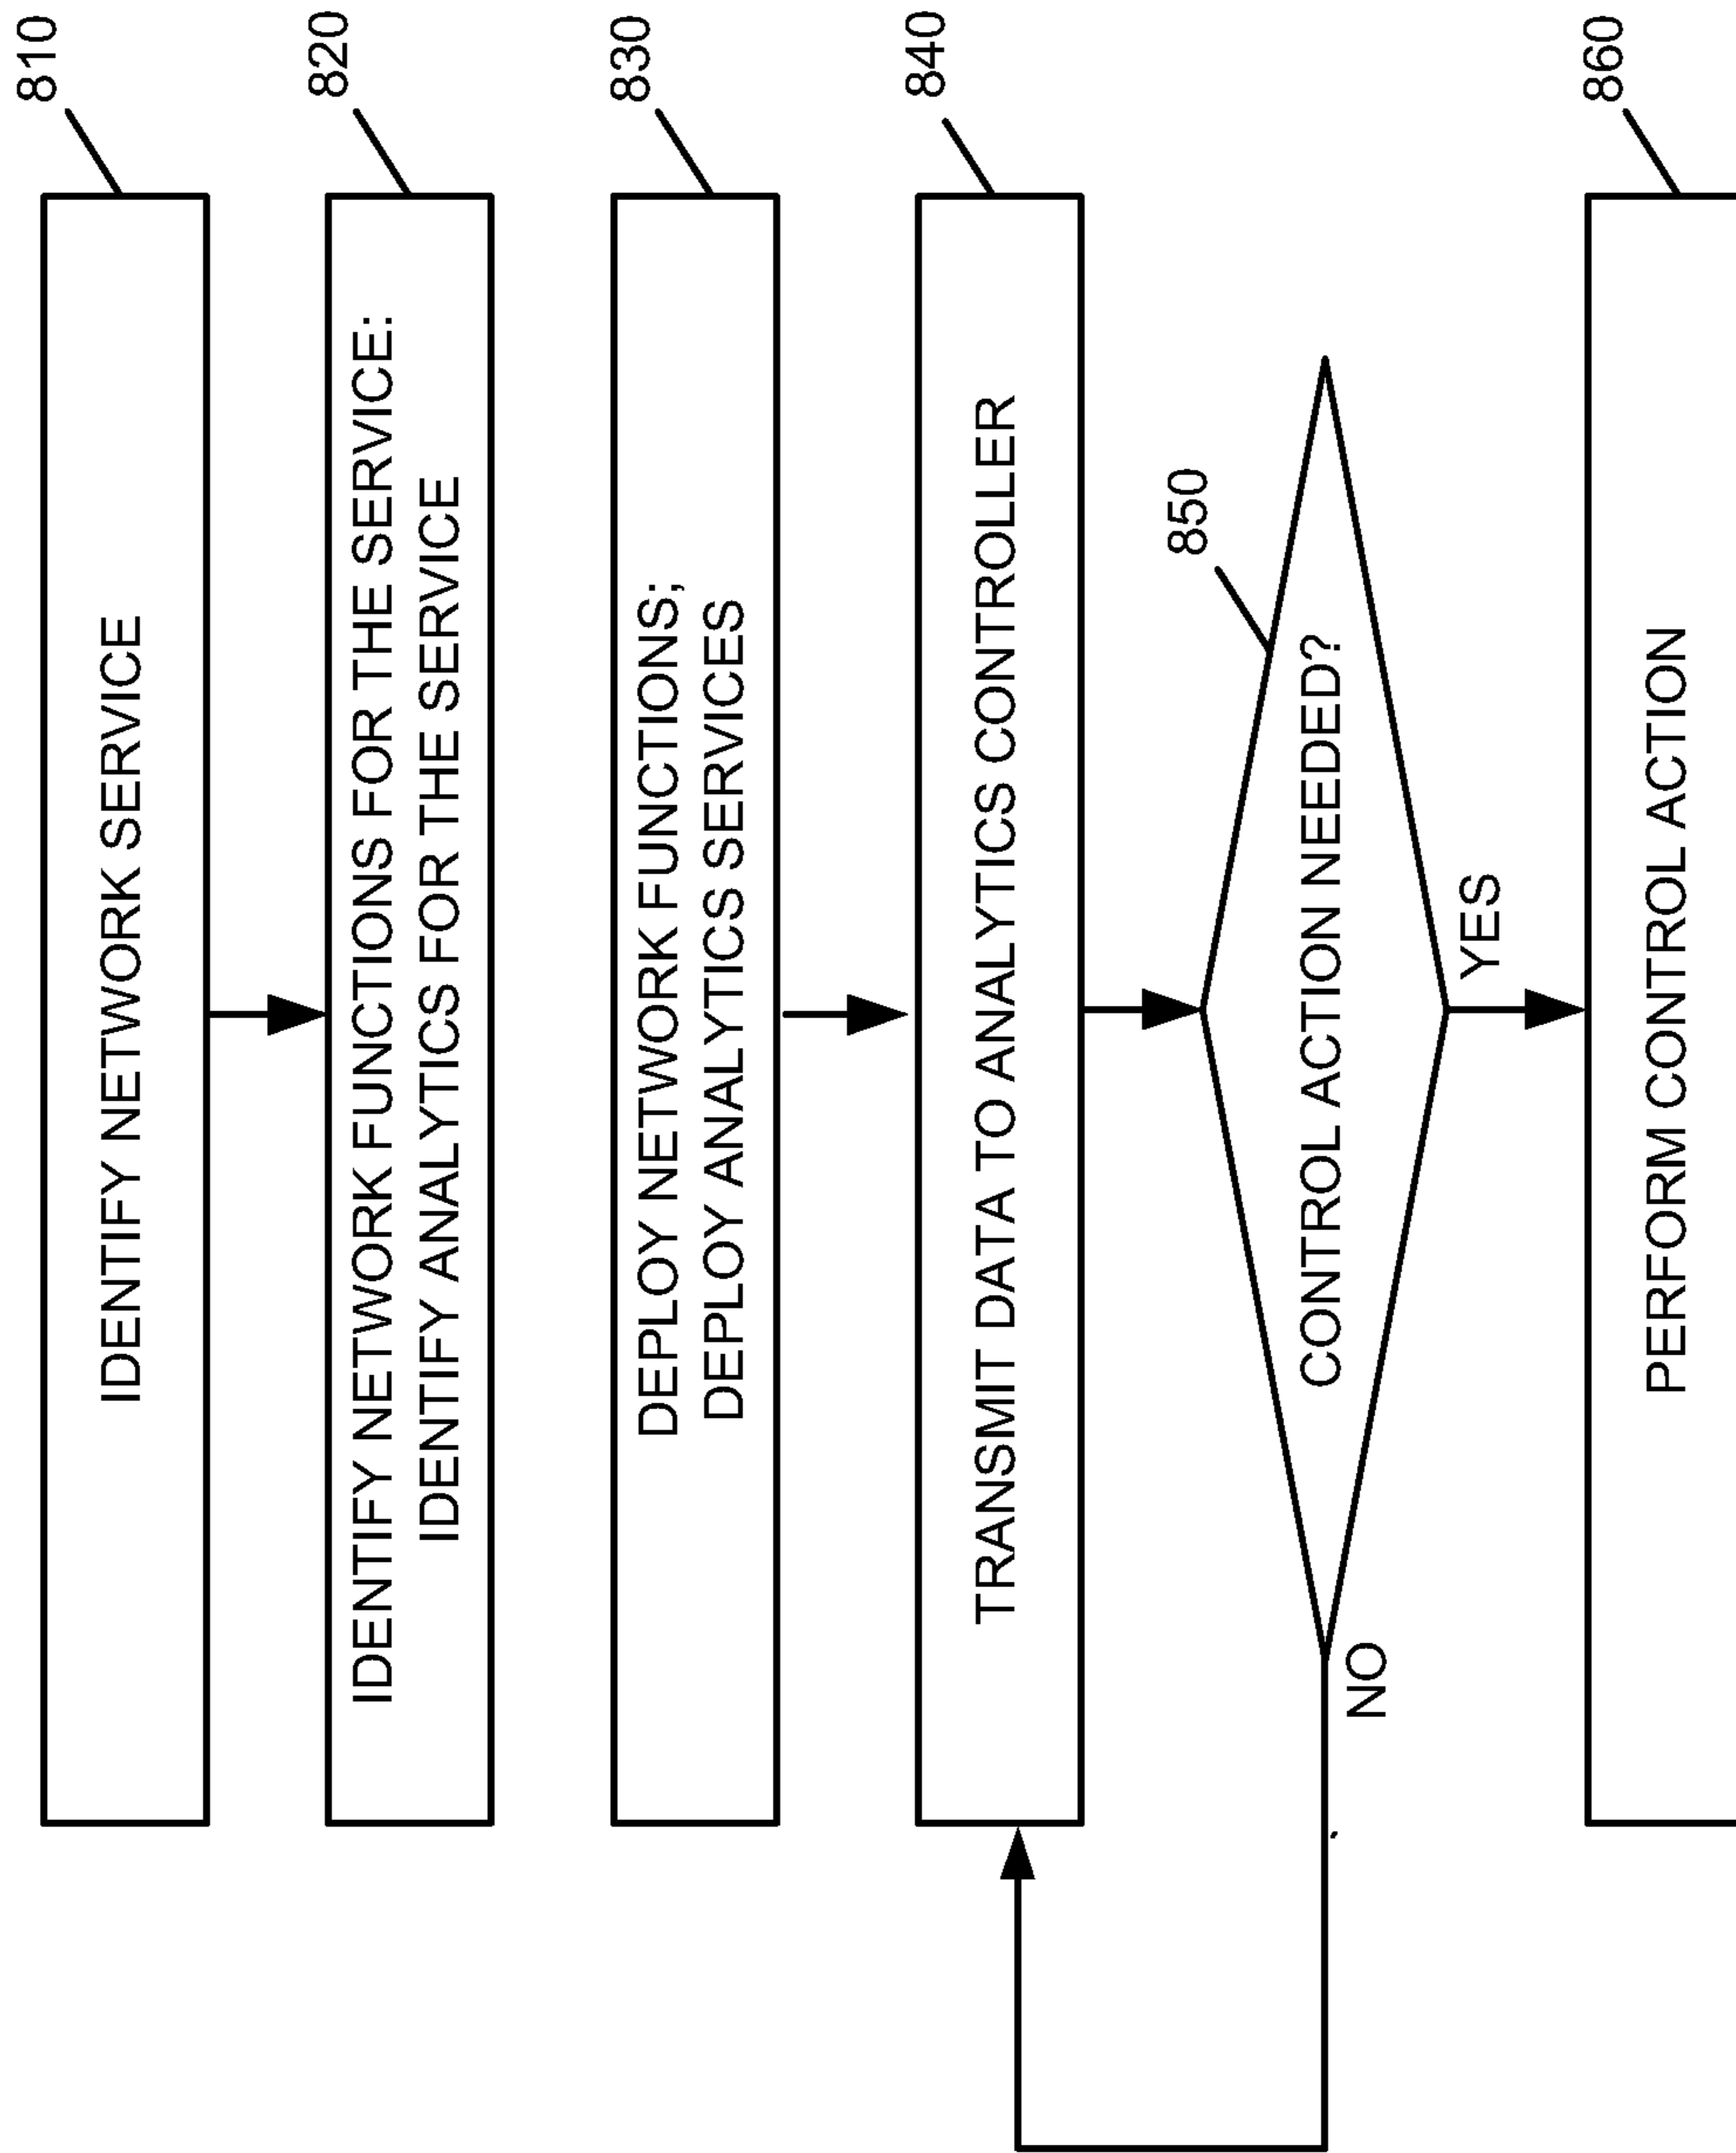 810
IDENTIFY NETWORK SERVICE
820
IDENTIFY NETWORK FUNCTIONS FOR THE SERVICE:
IDENTIFY ANALYTICS FOR THE SERVICE
830
DEPLOY NETWORK FUNCTIONS;
DEPLOY ANALYTICS SERVICES
840
TRANSMIT DATA TO ANALYTICS CONTROLLER
850
CONTROL ACTION NEEDED?
NO
YES
860
PERFORM CONTROL ACTION